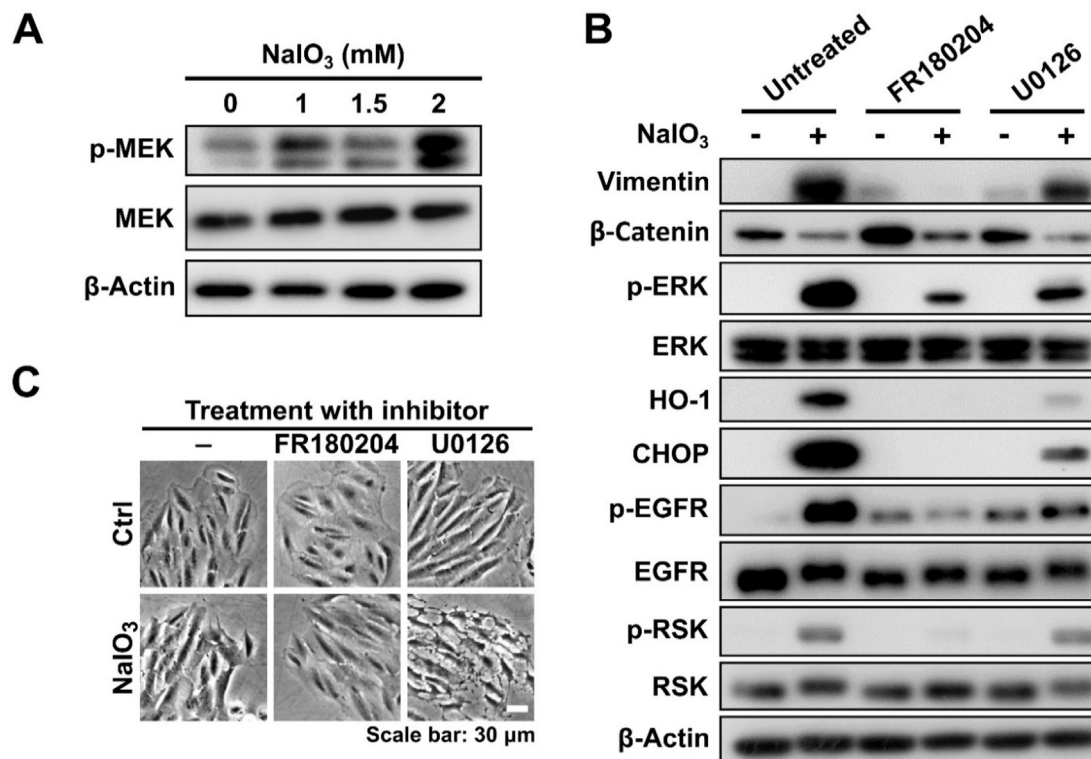 A
NaIO₃ (mM)
0 1 1.5 2
p-MEK
MEK
β-Actin
B
Untreated FR180204 U0126
NaIO₃ - + - + - +
Vimentin
β-Catenin
p-ERK
ERK
HO-1
CHOP
p-EGFR
EGFR
p-RSK
RSK
β-Actin
C
Treatment with inhibitor
– FR180204 U0126
Ctrl
NaIO₃
Scale bar: 30 μm